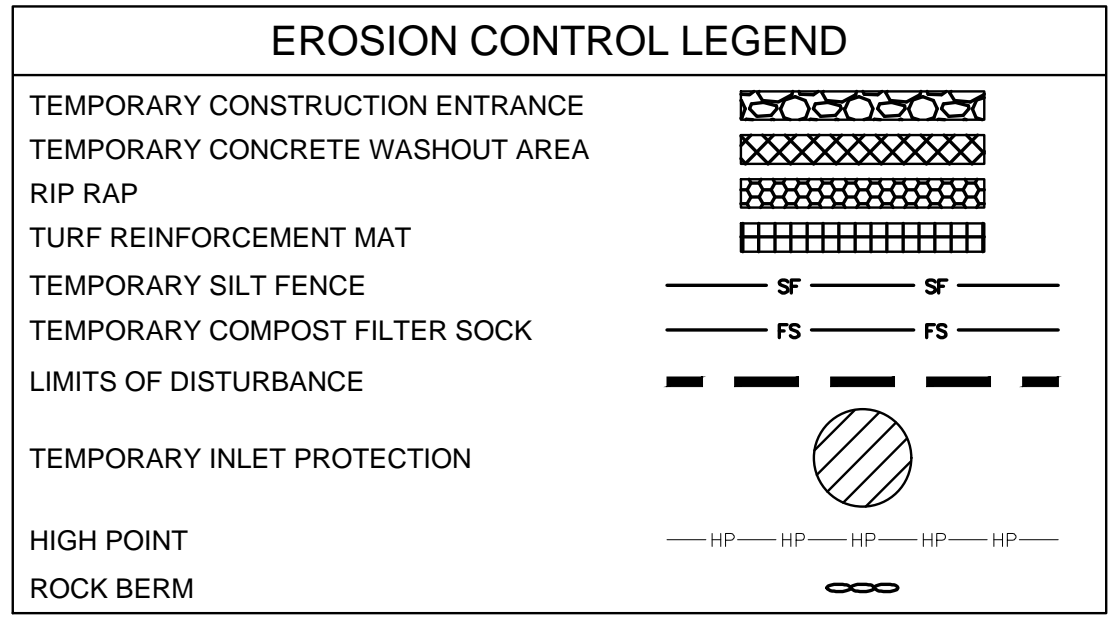 EROSION CONTROL LEGEND
TEMPORARY CONSTRUCTION ENTRANCE
TEMPORARY CONCRETE WASHOUT AREA
RIP RAP
TURF REINFORCEMENT MAT
TEMPORARY SILT FENCE SF SF
TEMPORARY COMPOST FILTER SOCK FS FS
LIMITS OF DISTURBANCE
TEMPORARY INLET PROTECTION
HIGH POINT HP HP HP HP HP
ROCK BERM